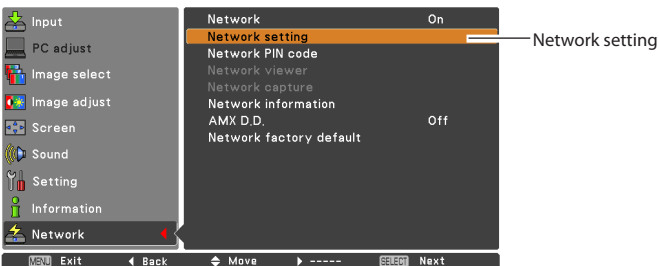 Input
PC adjust
Image select
Image adjust
Screen
Sound
Setting
Information
Network
Network On
Network setting
Network PIN code
Network viewer
Network capture
Network information
AMX D.D. Off
Network factory default
Network setting
MENU Exit Back Move ----- SELECT Next